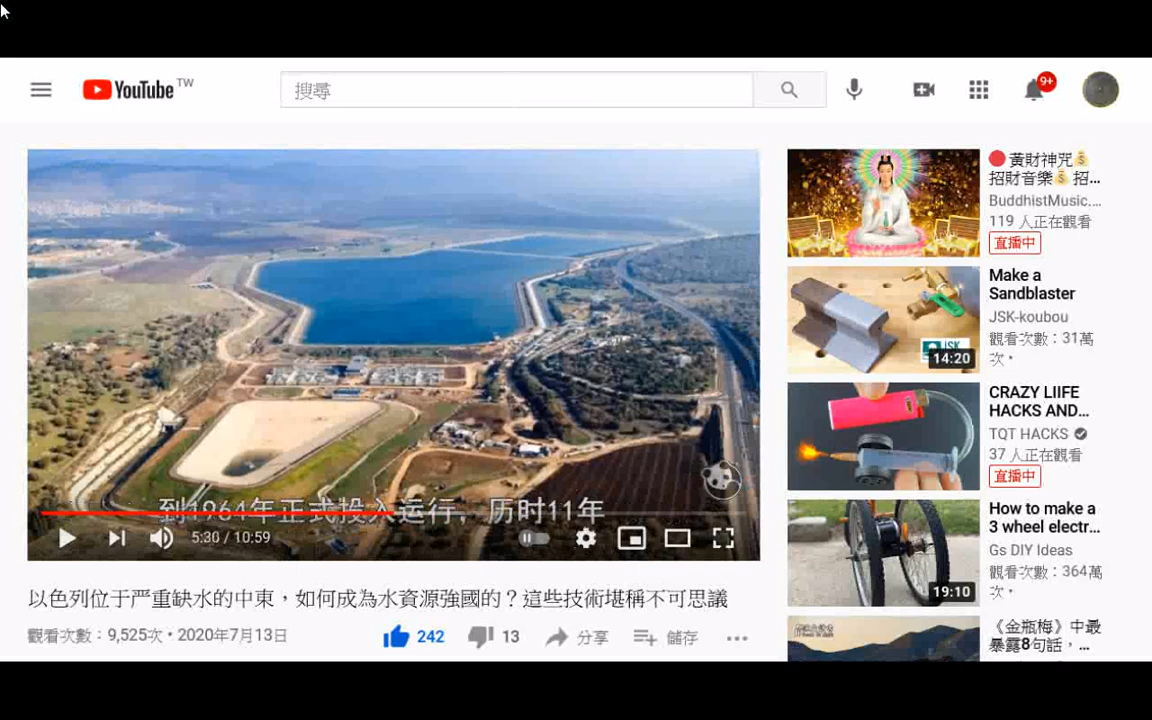 YouTube TW
搜尋
9+
到1964年正式投入运行，历时11年
5:30 / 10:59
以色列位于严重缺水的中東，如何成為水資源強國的？這些技術堪稱不可思議
觀看次數：9,525次 • 2020年7月13日
242
13
分享
儲存
黃財神咒
招財音樂 招...
BuddhistMusic....
119 人正在觀看
直播中
JSK
14:20
Make a
Sandblaster
JSK-koubou
觀看次數：31萬
次 •
CRAZY LIIFE
HACKS AND...
TQT HACKS
37 人正在觀看
直播中
19:10
How to make a
3 wheel electr...
Gs DIY Ideas
觀看次數：364萬
次 •
《金瓶梅》中最
暴露8句話，...